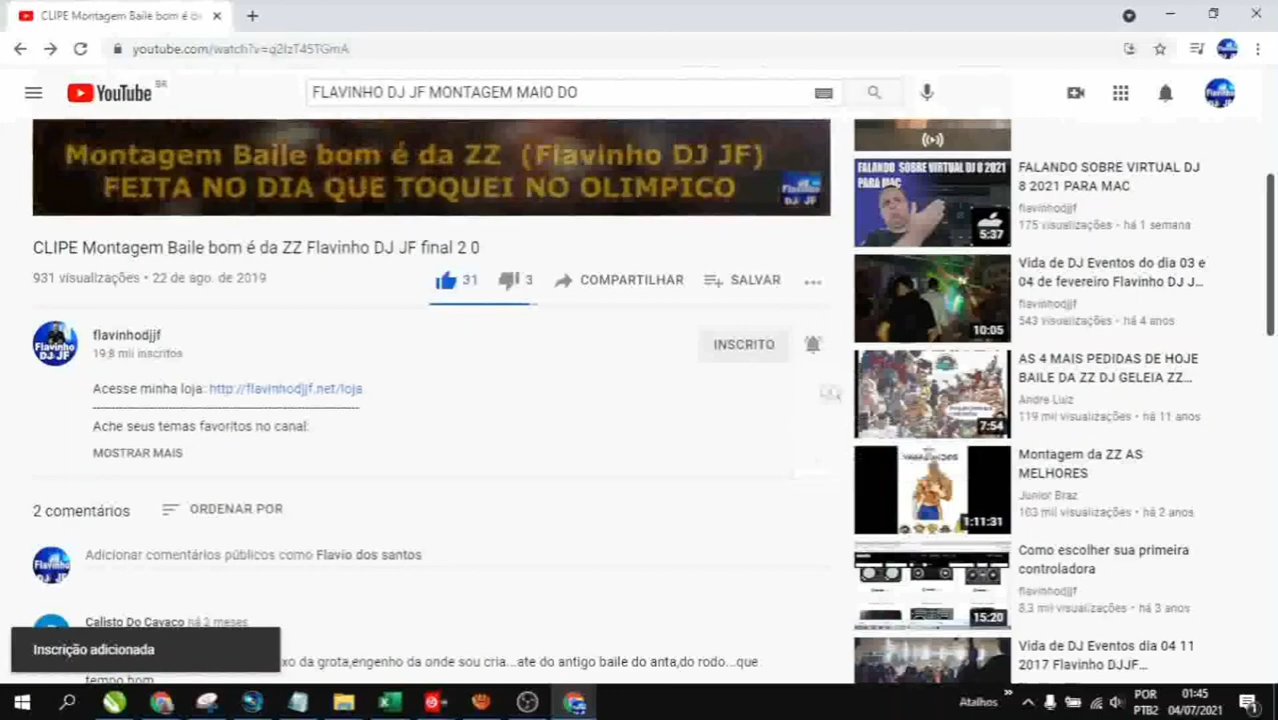 CLIPE Montagem Baile bom é da
youtube.com/watch?v=q2IzT45TGmA
YouTube BR
FLAVINHO DJ JF MONTAGEM MAIO DO
Montagem Baile bom é da ZZ (Flavinho DJ JF)
FEITA NO DIA QUE TOQUEI NO OLIMPICO
CLIPE Montagem Baile bom é da ZZ Flavinho DJ JF final 2 0
931 visualizações • 22 de ago. de 2019
31
3
COMPARTILHAR
SALVAR
Flavinho
DJ JF
flavinhodjjf
19,8 mil inscritos
INSCRITO
Acesse minha loja: http://flavinhodjjf.net/loja
Ache seus temas favoritos no canal:
MOSTRAR MAIS
2 comentários
ORDENAR POR
Adicionar comentários públicos como Flavio dos santos
Calisto Do Cavaco há 2 meses
xo da grota,engenho da onde sou cria...ate do antigo baile do anta,do rodo...que
tempo bom
Inscrição adicionada
FALANDO SOBRE VIRTUAL DJ 8 2021
PARA MAC
5:37
FALANDO SOBRE VIRTUAL DJ
8 2021 PARA MAC
flavinhodjjf
175 visualizações • há 1 semana
10:05
Vida de DJ Eventos do dia 03 e
04 de fevereiro Flavinho DJ J...
flavinhodjjf
543 visualizações • há 4 anos
7:54
AS 4 MAIS PEDIDAS DE HOJE
BAILE DA ZZ DJ GELEIA ZZ...
Andre Luiz
119 mil visualizações • há 11 anos
1:11:31
Montagem da ZZ AS
MELHORES
Junior Braz
103 mil visualizações • há 2 anos
15:20
Como escolher sua primeira
controladora
flavinhodjjf
8,3 mil visualizações • há 3 anos
Vida de DJ Eventos dia 04 11
2017 Flavinho DJJF...
Atalhos
POR
PTB2
01:45
04/07/2021
1